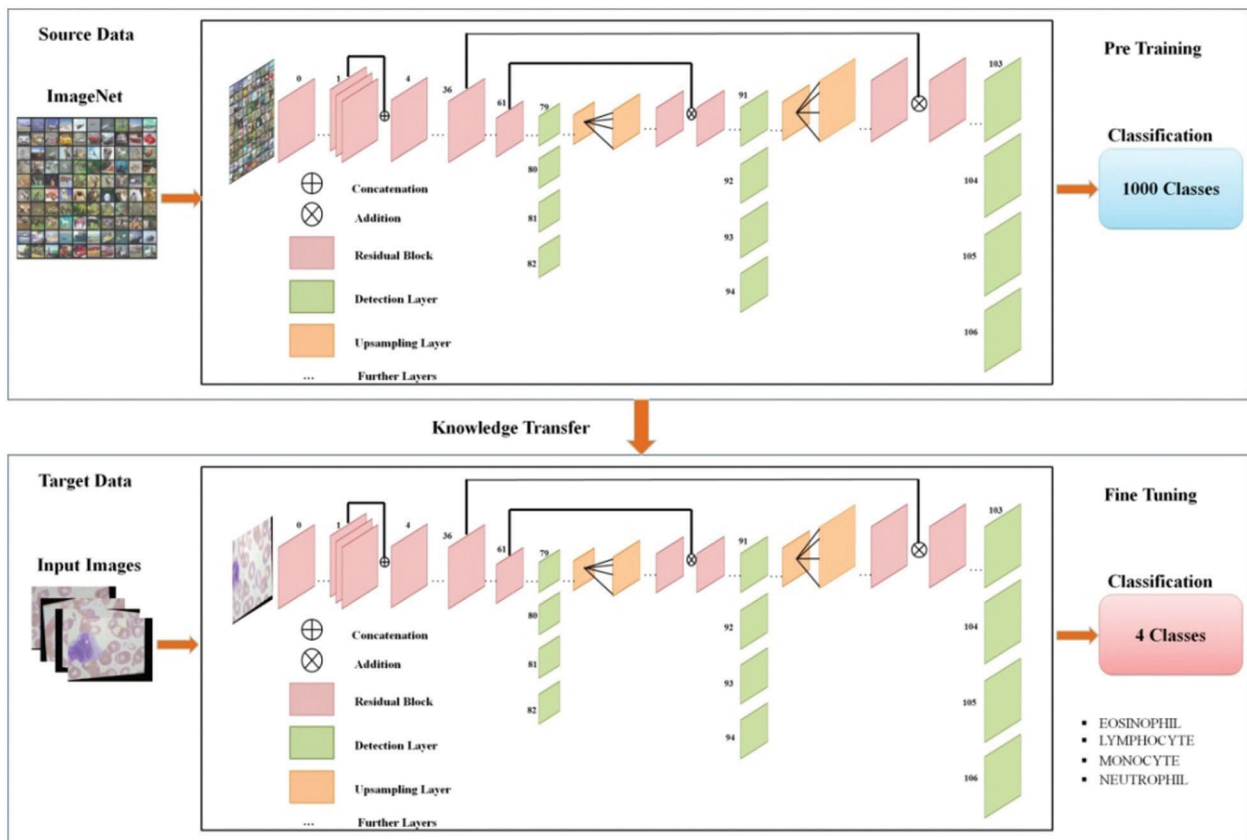 Source Data
ImageNet
0
1
4
36
61
79
80
81
82
91
92
93
94
103
104
105
106
Concatenation
Addition
Residual Block
Detection Layer
Upsampling Layer
... Further Layers
Pre Training
Classification
1000 Classes
Knowledge Transfer
Target Data
Input Images
0
1
4
36
61
79
80
81
82
91
92
93
94
103
104
105
106
Concatenation
Addition
Residual Block
Detection Layer
Upsampling Layer
... Further Layers
Fine Tuning
Classification
4 Classes
▪ EOSINOPHIL
▪ LYMPHOCYTE
▪ MONOCYTE
▪ NEUTROPHIL